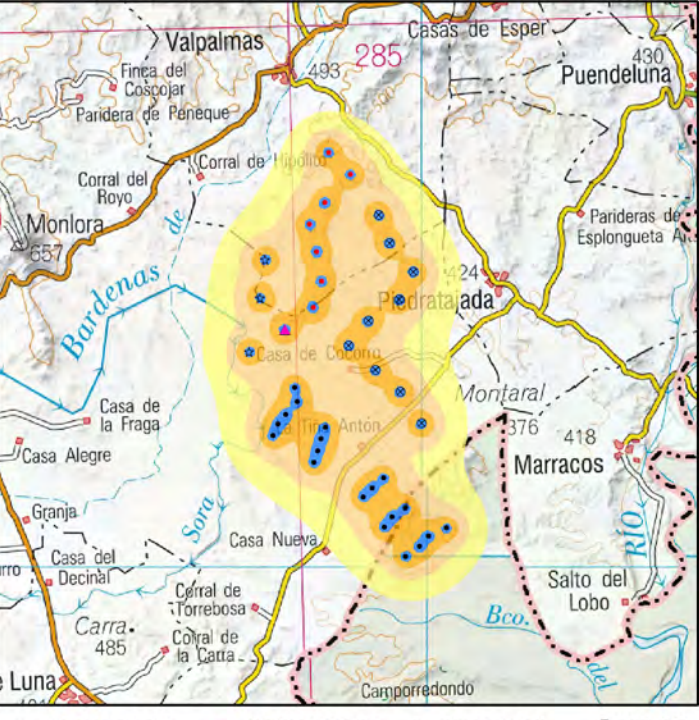 Casas de Esper
Valpalmas
285
430
493
Puendeluna
Finca del
Coscojar
Paridera de Peneque
Corral de Hipólito
Corral del
Royo
Parideras de
Esplongueta
Monlora
657
de
Bardenas
424
Piedratajada
Casa de Cocorro
Montaral
376
Casa de
la Fraga
Antón
418
Casa Alegre
Marracos
Granja
Sora
Casa Nueva
RÍO
Casa del
Decinal
Corral de
Torrebosa
Salto del
Lobo
Bco.
Carra
485
Corral de
la Carra
del
e Luna
Camporredondo